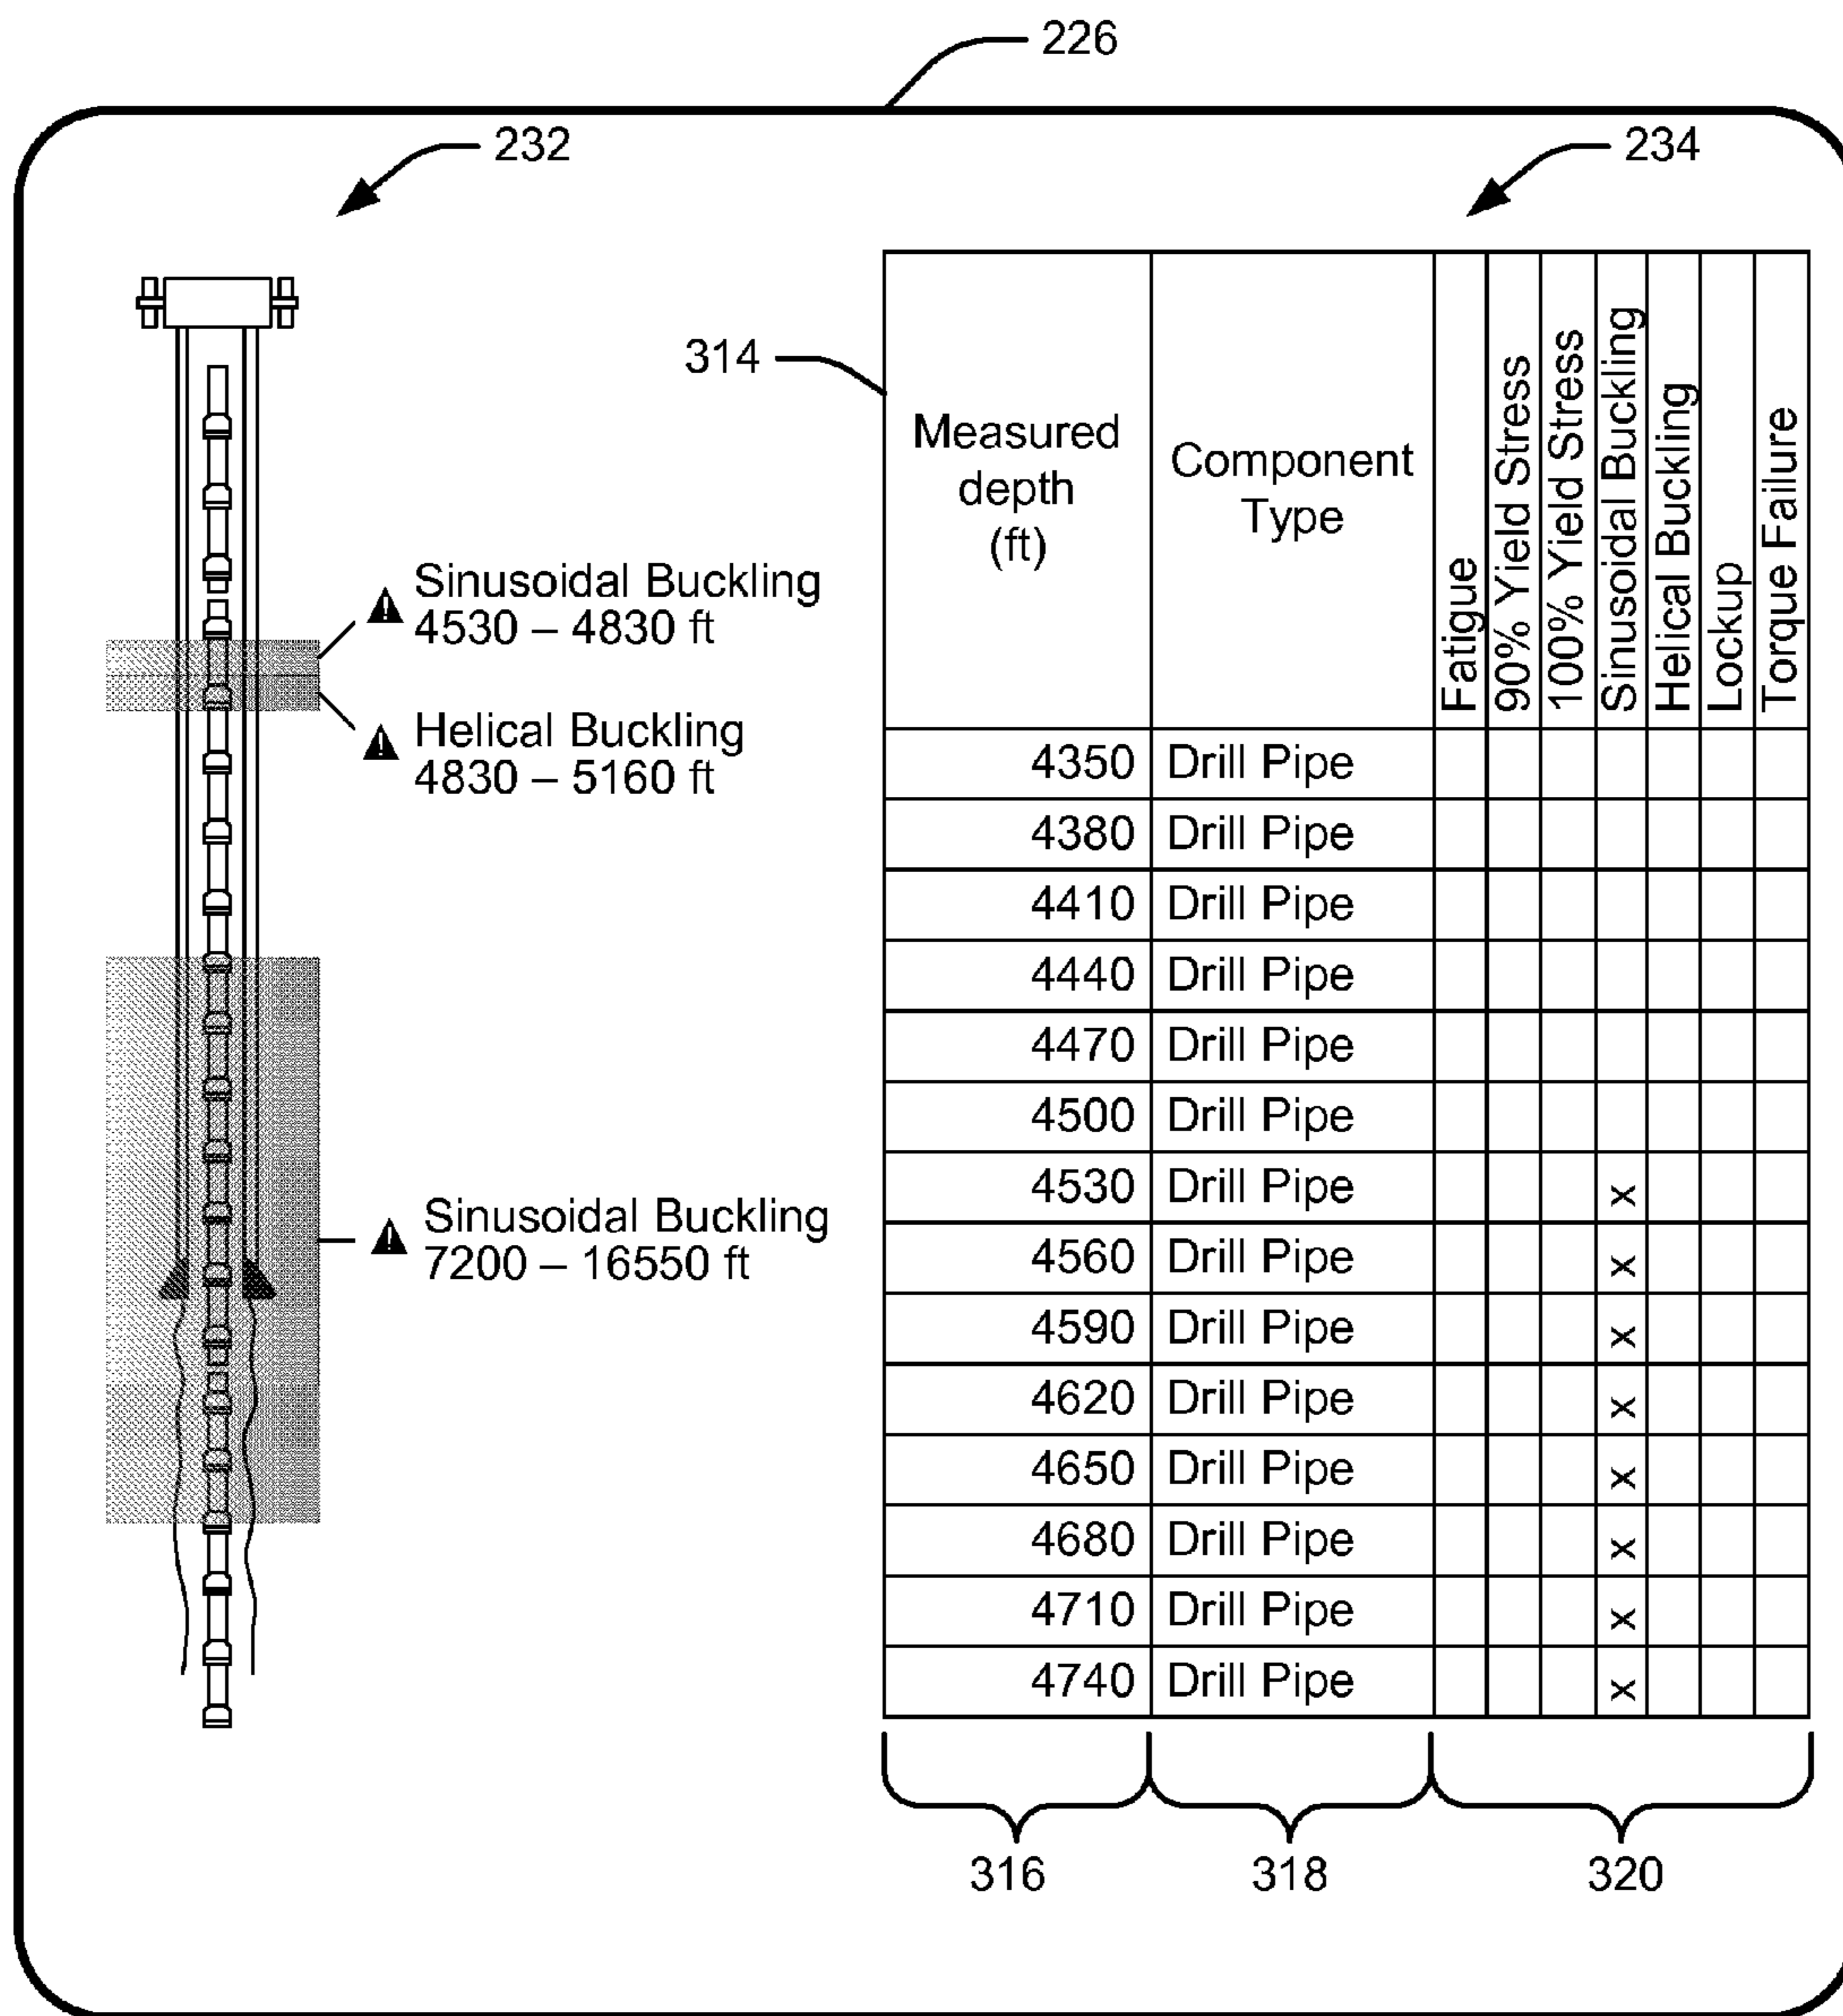 226
232
234
314
Sinusoidal Buckling
4530 – 4830 ft
Helical Buckling
4830 – 5160 ft
Sinusoidal Buckling
7200 – 16550 ft
Measured
depth
(ft)
Component
Type
Fatigue
90% Yield Stress
100% Yield Stress
Sinusoidal Buckling
Helical Buckling
Lockup
Torque Failure
4350 Drill Pipe
4380 Drill Pipe
4410 Drill Pipe
4440 Drill Pipe
4470 Drill Pipe
4500 Drill Pipe
4530 Drill Pipe x
4560 Drill Pipe x
4590 Drill Pipe x
4620 Drill Pipe x
4650 Drill Pipe x
4680 Drill Pipe x
4710 Drill Pipe x
4740 Drill Pipe x
316 318 320